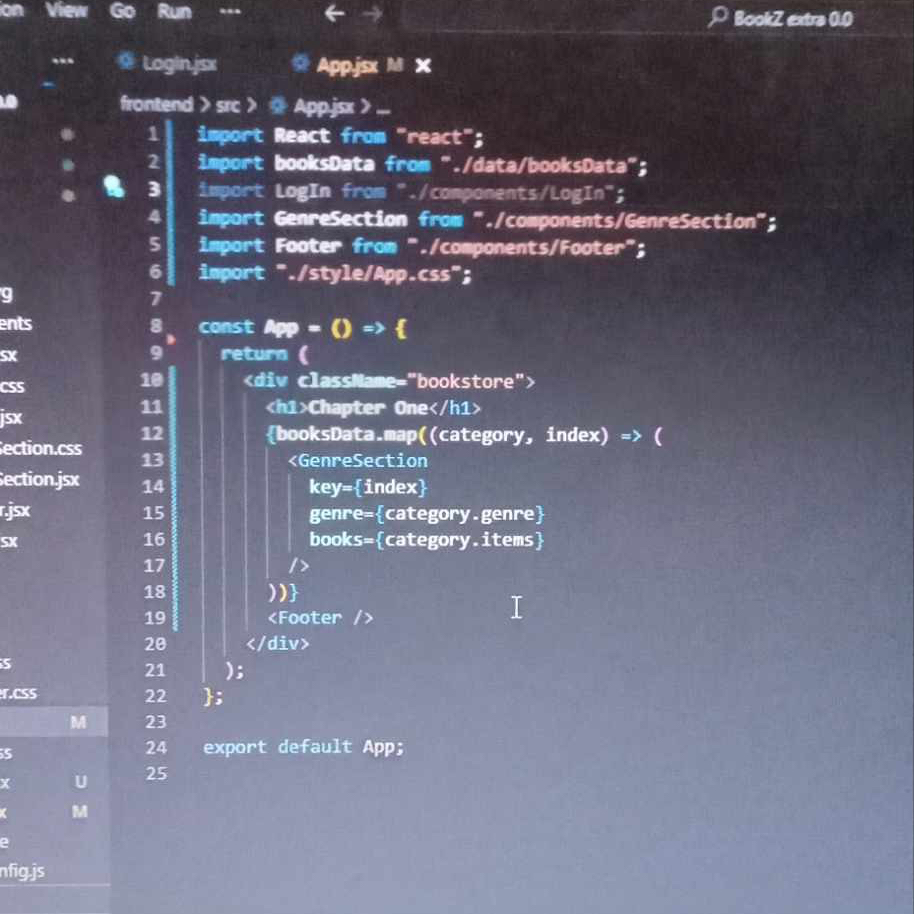 View Go Run ...
BookZ extra 0.0
LogIn.jsx App.jsx M
frontend > src > App.jsx > ...
1 import React from "react";
2 import booksData from "./data/booksData";
3 import LogIn from "./components/LogIn";
4 import GenreSection from "./components/GenreSection";
5 import Footer from "./components/Footer";
6 import "./style/App.css";
7
8 const App = () => {
9 return (
10 <div className="bookstore">
11 <h1>Chapter One</h1>
12 {booksData.map((category, index) => (
13 <GenreSection
14 key={index}
15 genre={category.genre}
16 books={category.items}
17 />
18 ))}
19 <Footer />
20 </div>
21 );
22 };
23
24 export default App;
25
ents
sx
css
jsx
Section.css
Section.jsx
r.jsx
sx
ss
er.css
M
ss
x U
x M
e
nfig.js